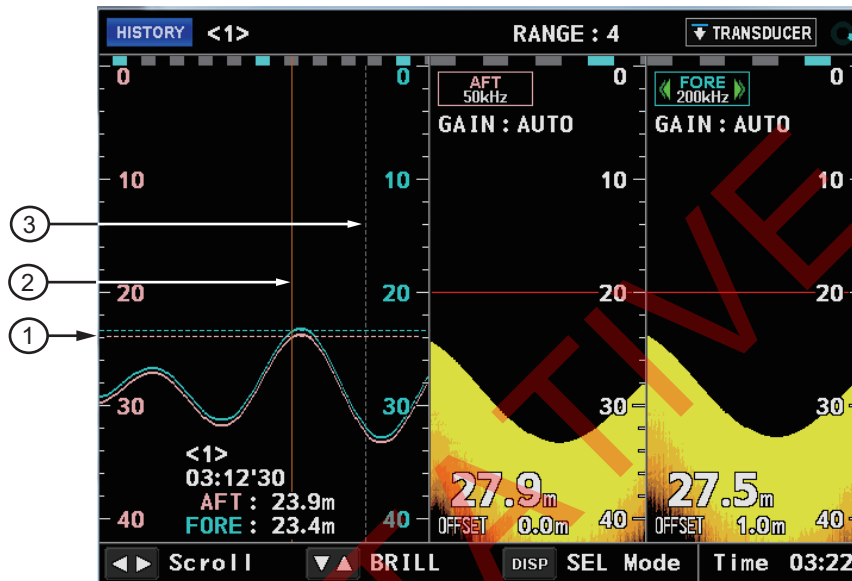 HISTORY <1> RANGE : 4 TRANSDUCER
0 0 0 0
AFT
50kHz
FORE
200kHz
GAIN : AUTO GAIN : AUTO
10 10 10 10
3
2
20 20 20 20
1
30 30 30 30
<1>
03:12'30
AFT : 23.9m
FORE : 23.4m
27.9m 27.5m
OFFSET 0.0m OFFSET 1.0m
40 40 40 40
Scroll BRILL DISP SEL Mode Time 03:22
TATIVE